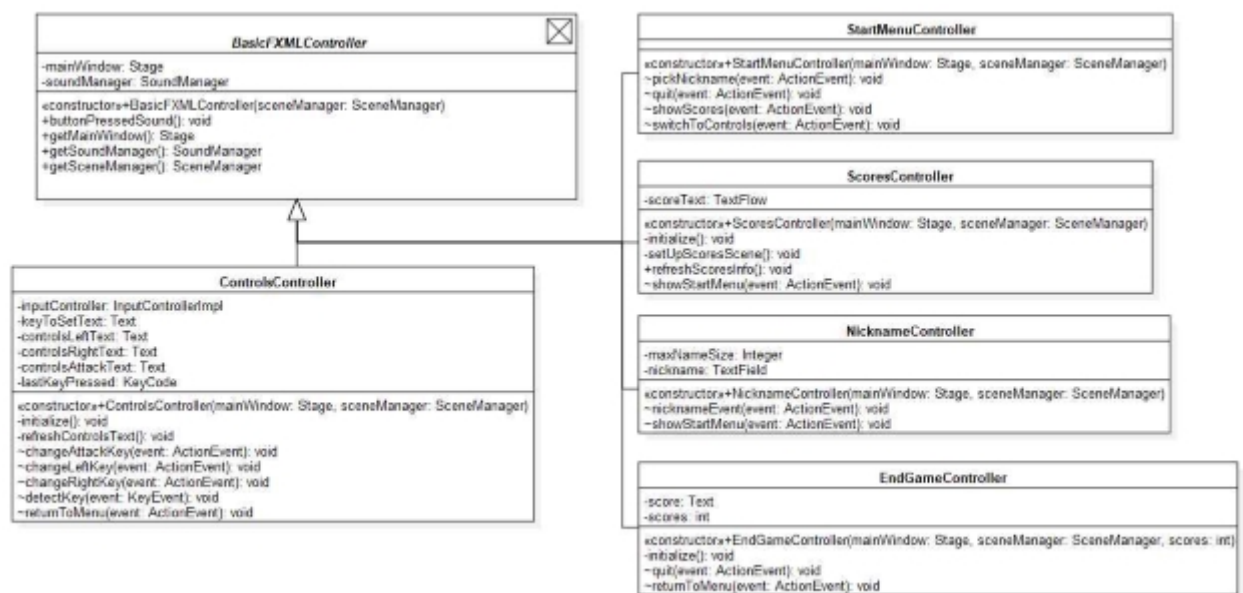 BasicFXMLController
-mainWindow: Stage
-soundManager: SoundManager
«constructor»+BasicFXMLController(sceneManager: SceneManager)
+buttonPressedSound(): void
+getMainWindow(): Stage
+getSoundManager(): SoundManager
+getSceneManager(): SceneManager
ControlsController
-inputController: InputControllerImpl
-keyToSetText: Text
-controlsLeftText: Text
-controlsRightText: Text
-controlsAttackText: Text
-lastKeyPressed: KeyCode
«constructor»+ControlsController(mainWindow: Stage, sceneManager: SceneManager)
-initialize(): void
-refreshControlsText(): void
~changeAttackKey(event: ActionEvent): void
~changeLeftKey(event: ActionEvent): void
~changeRightKey(event: ActionEvent): void
~detectKey(event: KeyEvent): void
~returnToMenu(event: ActionEvent): void
StartMenuController
«constructor»+StartMenuController(mainWindow: Stage, sceneManager: SceneManager)
~pickNickname(event: ActionEvent): void
~quit(event: ActionEvent): void
~showScores(event: ActionEvent): void
~switchToControls(event: ActionEvent): void
ScoresController
-scoreText: TextFlow
«constructor»+ScoresController(mainWindow: Stage, sceneManager: SceneManager)
-initialize(): void
-setUpScoresScene(): void
+refreshScoresInfo(): void
~showStartMenu(event: ActionEvent): void
NicknameController
-maxNameSize: Integer
-nickname: TextField
«constructor»+NicknameController(mainWindow: Stage, sceneManager: SceneManager)
~nicknameEvent(event: ActionEvent): void
~showStartMenu(event: ActionEvent): void
EndGameController
-score: Text
-scores: int
«constructor»+EndGameController(mainWindow: Stage, sceneManager: SceneManager, scores: int)
-initialize(): void
~quit(event: ActionEvent): void
~returnToMenu(event: ActionEvent): void